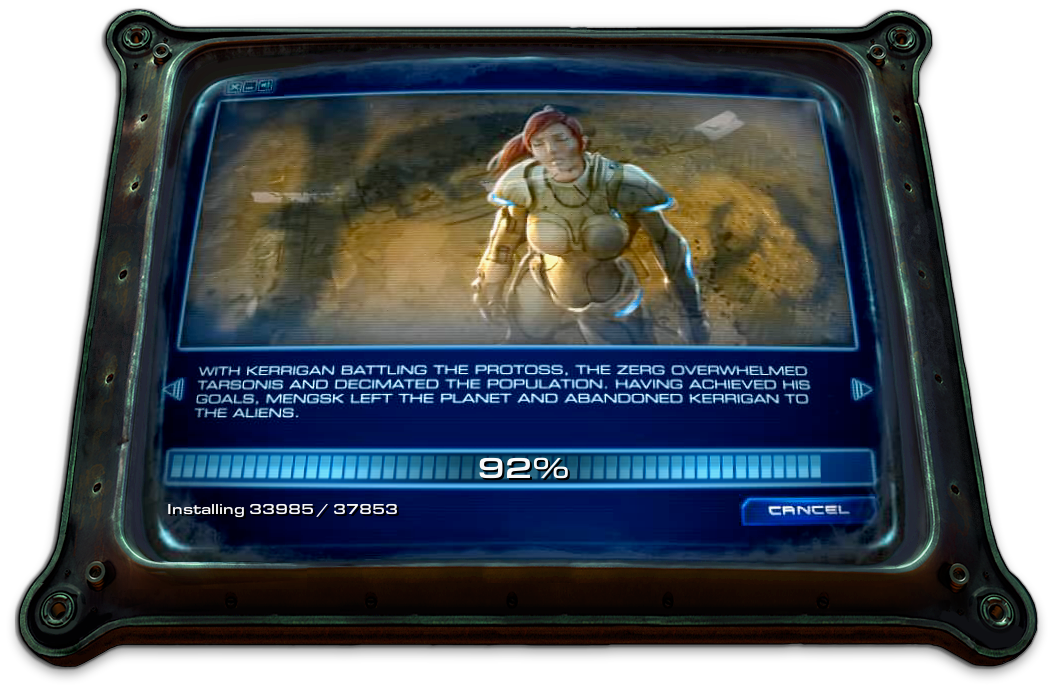 WITH KERRIGAN BATTLING THE PROTOSS, THE ZERG OVERWHELMED
TARSONIS AND DECIMATED THE POPULATION. HAVING ACHIEVED HIS
GOALS, MENGSK LEFT THE PLANET AND ABANDONED KERRIGAN TO
THE ALIENS.
92%
Installing 33985 / 37853
CANCEL